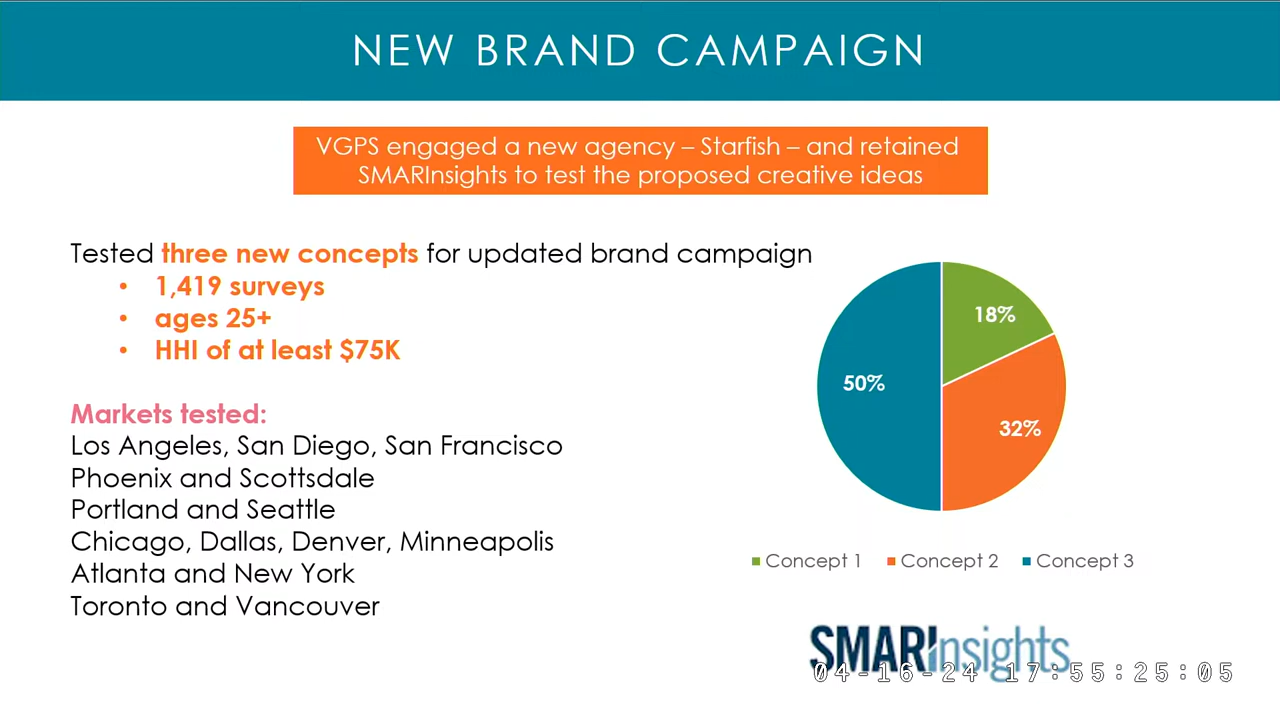 NEW BRAND CAMPAIGN
VGPS engaged a new agency – Starfish – and retained
SMARInsights to test the proposed creative ideas
Tested three new concepts for updated brand campaign
• 1,419 surveys
• ages 25+
• HHI of at least $75K
Markets tested:
Los Angeles, San Diego, San Francisco
Phoenix and Scottsdale
Portland and Seattle
Chicago, Dallas, Denver, Minneapolis
Atlanta and New York
Toronto and Vancouver
18%
50%
32%
Concept 1 Concept 2 Concept 3
SMARInsights
04-16-24 17:55:25:05